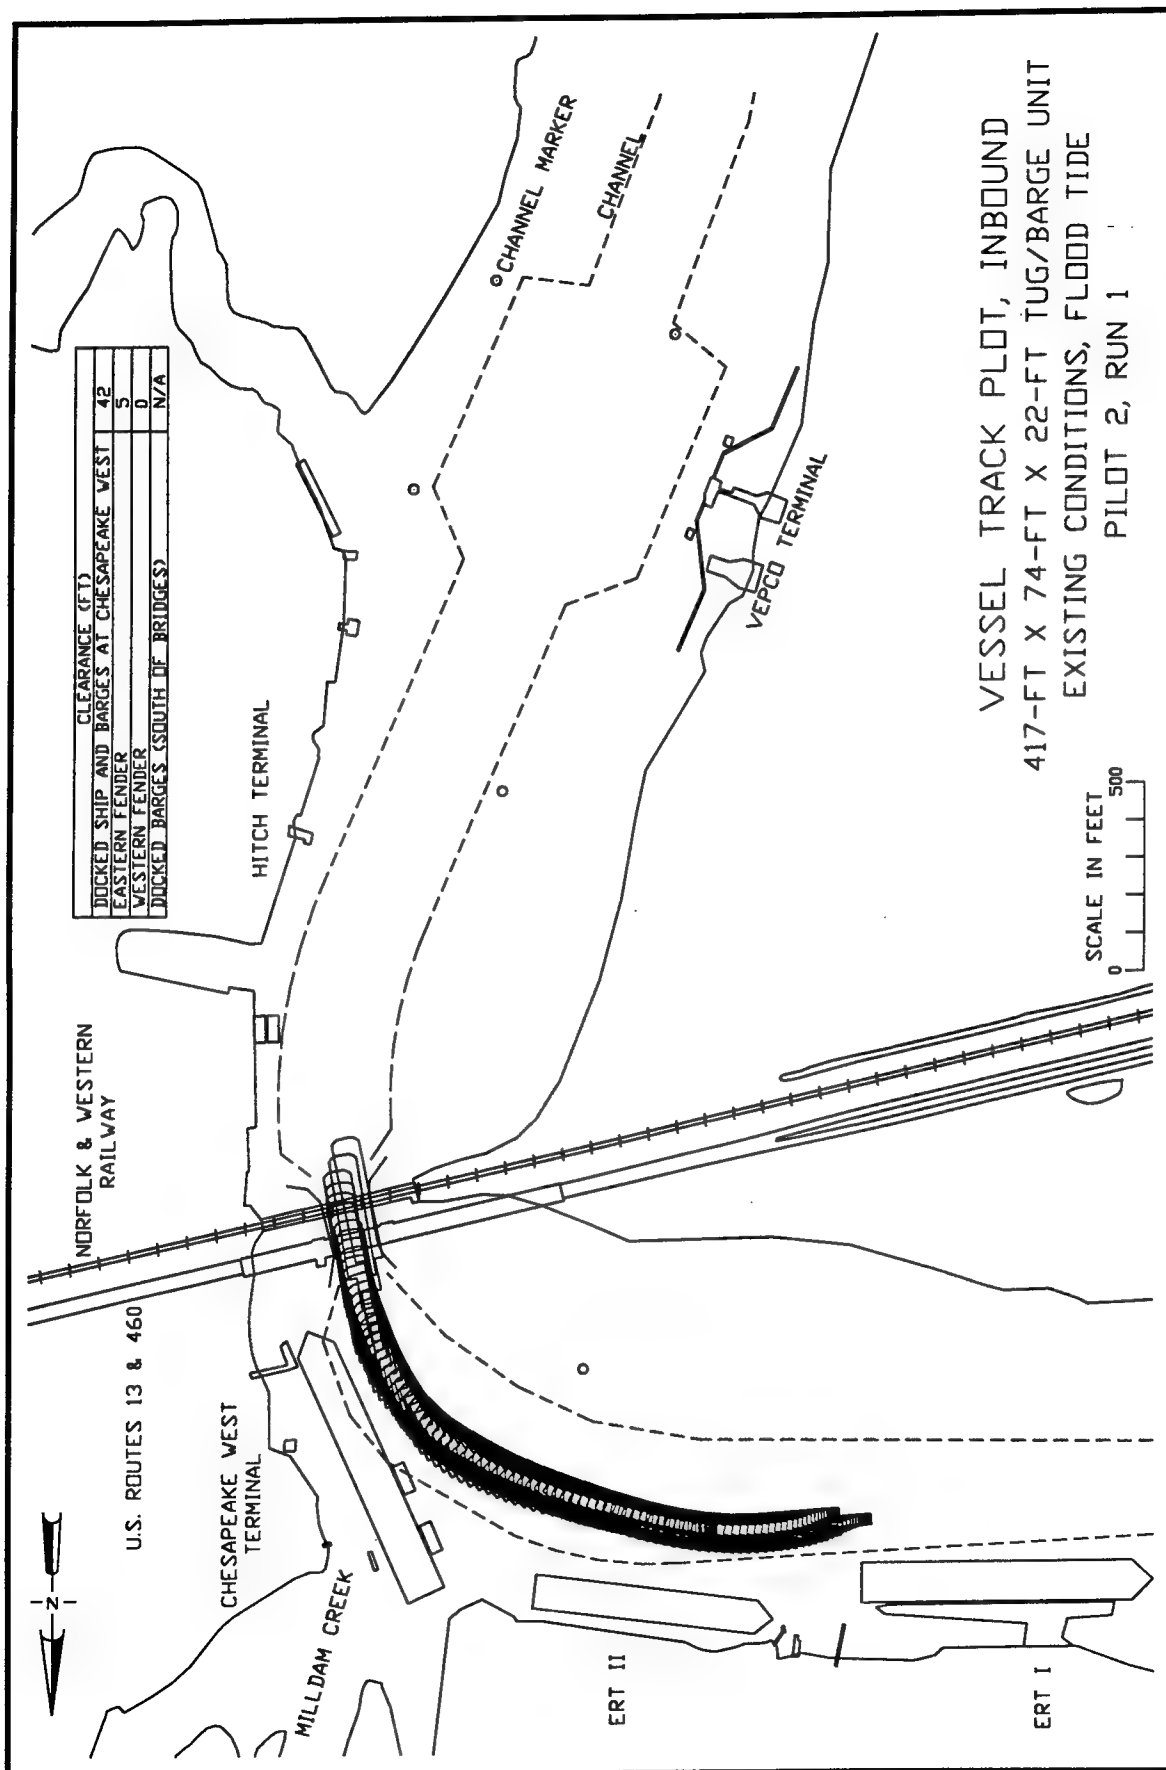 CLEARANCE (FT)
DOCKED SHIP AND BARGES AT CHESAPEAKE WEST 42
EASTERN FENDER 5
WESTERN FENDER 0
DOCKED BARGES (SOUTH OF BRIDGES) N/A
N
U.S. ROUTES 13 & 460
NORFOLK & WESTERN
RAILWAY
HITCH TERMINAL
CHANNEL MARKER
CHANNEL
CHESAPEAKE WEST
TERMINAL
MILLDAM CREEK
VEPCO TERMINAL
ERT II
ERT I
SCALE IN FEET
0 500
VESSEL TRACK PLOT, INBOUND
417-FT X 74-FT X 22-FT TUG/BARGE UNIT
EXISTING CONDITIONS, FLOOD TIDE
PILOT 2, RUN 1